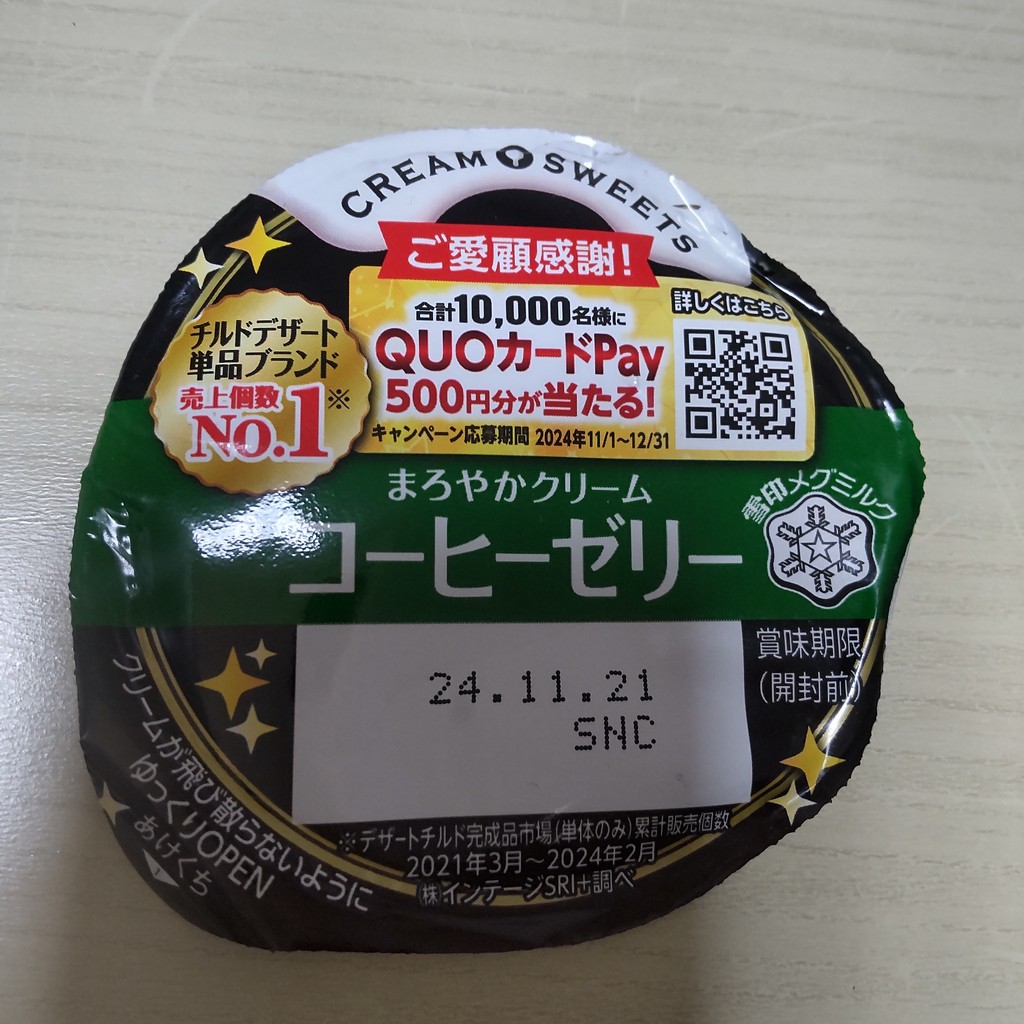 CREAM SWEETS
ご愛顧感謝!
合計10,000名様に
QUOカードPay
500円分が当たる!
キャンペーン応募期間 2024年11/1~12/31
詳しくはこちら
チルドデザート
単品ブランド
売上個数
No.1※
まろやかクリーム
コーヒーゼリー
雪印メグミルク
賞味期限
(開封前)
24.11.21
SNC
クリームが飛び散らないように
ゆっくりOPEN
あけくち
※デザートチルド完成品市場(単体のみ)累計販売個数
2021年3月~2024年2月
㈱インテージSRI+調べ